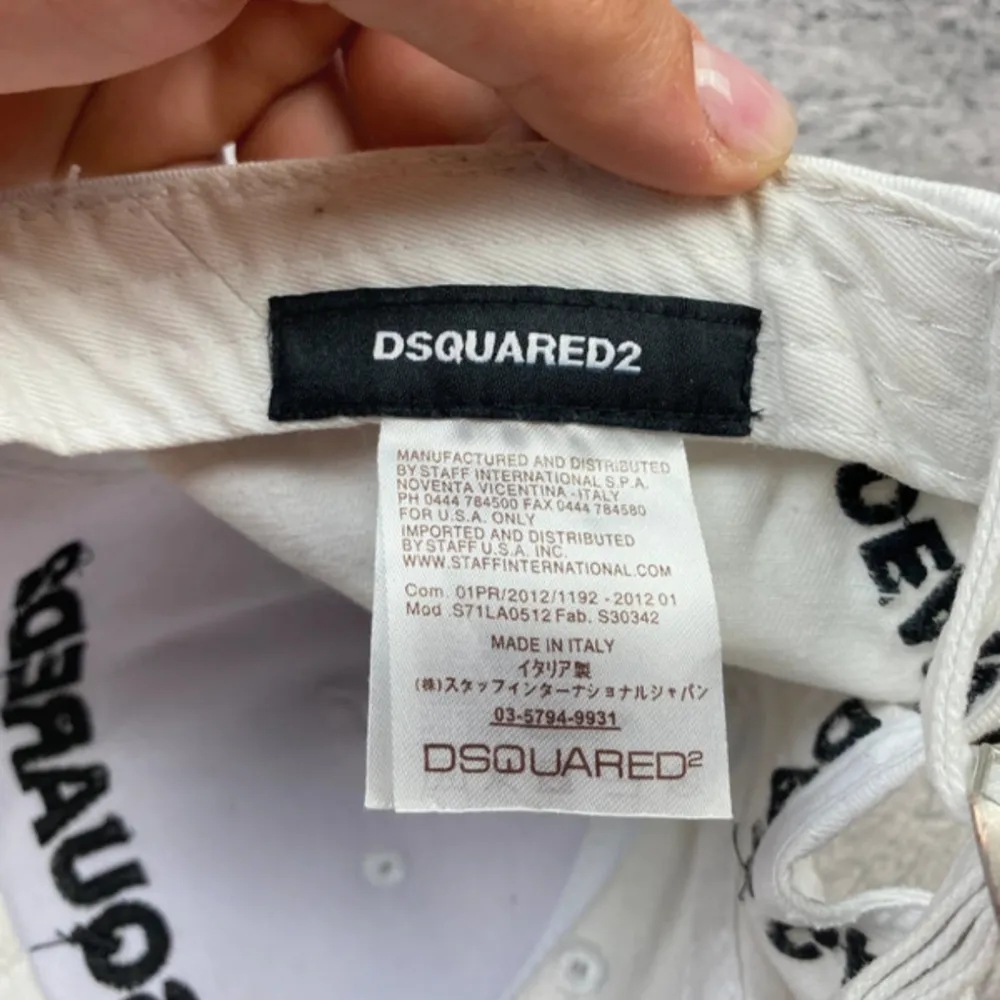 DSQUARED2
MANUFACTURED AND DISTRIBUTED
BY STAFF INTERNATIONAL S.P.A.
NOVENTA VICENTINA - ITALY
PH 0444 784500 FAX 0444 784580
FOR U.S.A. ONLY
IMPORTED AND DISTRIBUTED
BY STAFF U.S.A. INC.
WWW.STAFFINTERNATIONAL.COM
Com. 01PR/2012/1192 - 2012 01
Mod .S71LA0512 Fab. S30342
MADE IN ITALY
イタリア製
(株)スタッフインターナショナルジャパン
03-5794-9931
DSQUARED²